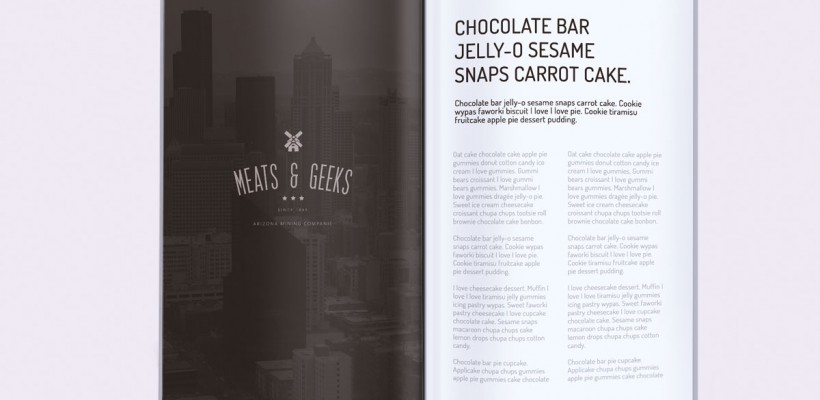 MEATS & GEEKS
SINCE 1982
ARIZONA MINING COMPANIE
CHOCOLATE BAR
JELLY-O SESAME
SNAPS CARROT CAKE.
Chocolate bar jelly-o sesame snaps carrot cake. Cookie
wypas faworki biscuit I love I love pie. Cookie tiramisu
fruitcake apple pie dessert pudding.
Oat cake chocolate cake apple pie
gummies donut cotton candy ice
cream I love gummies. Gummi
bears croissant I love gummi
bears gummies. Marshmallow I
love gummies dragée jelly-o pie.
Sweet ice cream cheesecake
croissant chupa chups tootsie roll
brownie chocolate cake bonbon.
Chocolate bar jelly-o sesame
snaps carrot cake. Cookie wypas
faworki biscuit I love I love pie.
Cookie tiramisu fruitcake apple
pie dessert pudding.
I love cheesecake dessert. Muffin I
love I love tiramisu jelly gummies
icing pastry wypas. Sweet faworki
pastry cheesecake I love cupcake
chocolate cake. Sesame snaps
macaroon chupa chups cake
lemon drops chupa chups cotton
candy.
Chocolate bar pie cupcake.
Applicake chupa chups gummies
apple pie gummies cake chocolate
Oat cake chocolate cake apple pie
gummies donut cotton candy ice
cream I love gummies. Gummi
bears croissant I love gummi
bears gummies. Marshmallow I
love gummies dragée jelly-o pie.
Sweet ice cream cheesecake
croissant chupa chups tootsie roll
brownie chocolate cake bonbon.
Chocolate bar jelly-o sesame
snaps carrot cake. Cookie wypas
faworki biscuit I love I love pie.
Cookie tiramisu fruitcake apple
pie dessert pudding.
I love cheesecake dessert. Muffin I
love I love tiramisu jelly gummies
icing pastry wypas. Sweet faworki
pastry cheesecake I love cupcake
chocolate cake. Sesame snaps
macaroon chupa chups cake
lemon drops chupa chups cotton
candy.
Chocolate bar pie cupcake.
Applicake chupa chups gummies
apple pie gummies cake chocolate